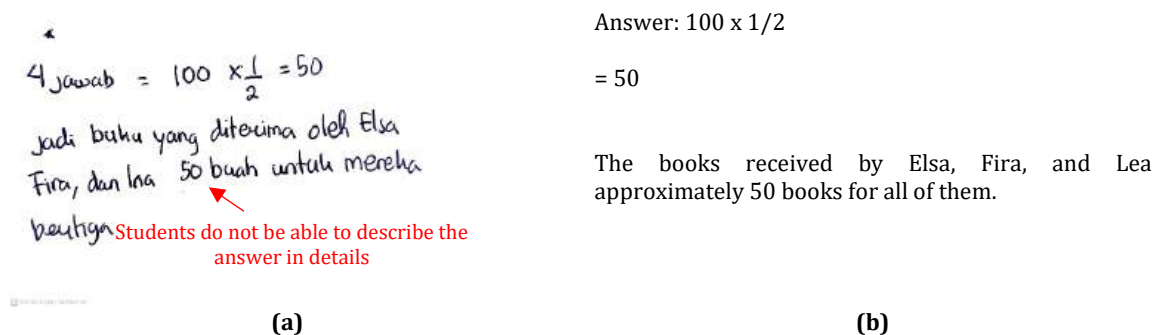 4 Jawab = 100 x 1/2 = 50
Jadi buku yang diterima oleh Elsa
Fira, dan Ina 50 buah untuk mereka
bertiga
Students do not be able to describe the
answer in details
(a)
Answer: 100 x 1/2
= 50
The books received by Elsa, Fira, and Lea
approximately 50 books for all of them.
(b)